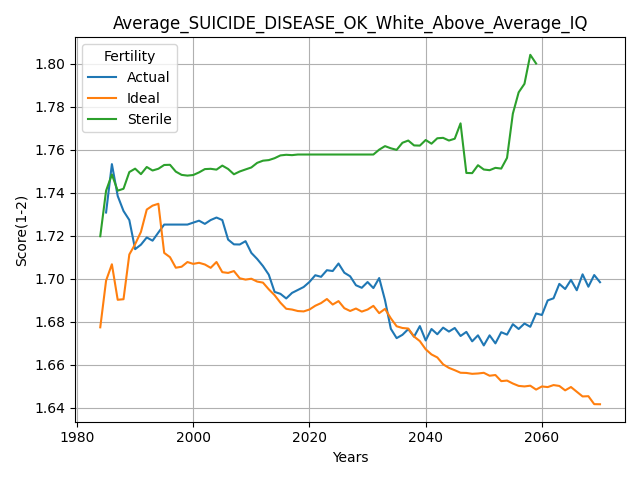 Average_SUICIDE_DISEASE_OK_White_Above_Average_IQ
Fertility
Actual
Ideal
Sterile
Score(1-2)
1.80
1.78
1.76
1.74
1.72
1.70
1.68
1.66
1.64
1980
2000
2020
2040
2060
Years